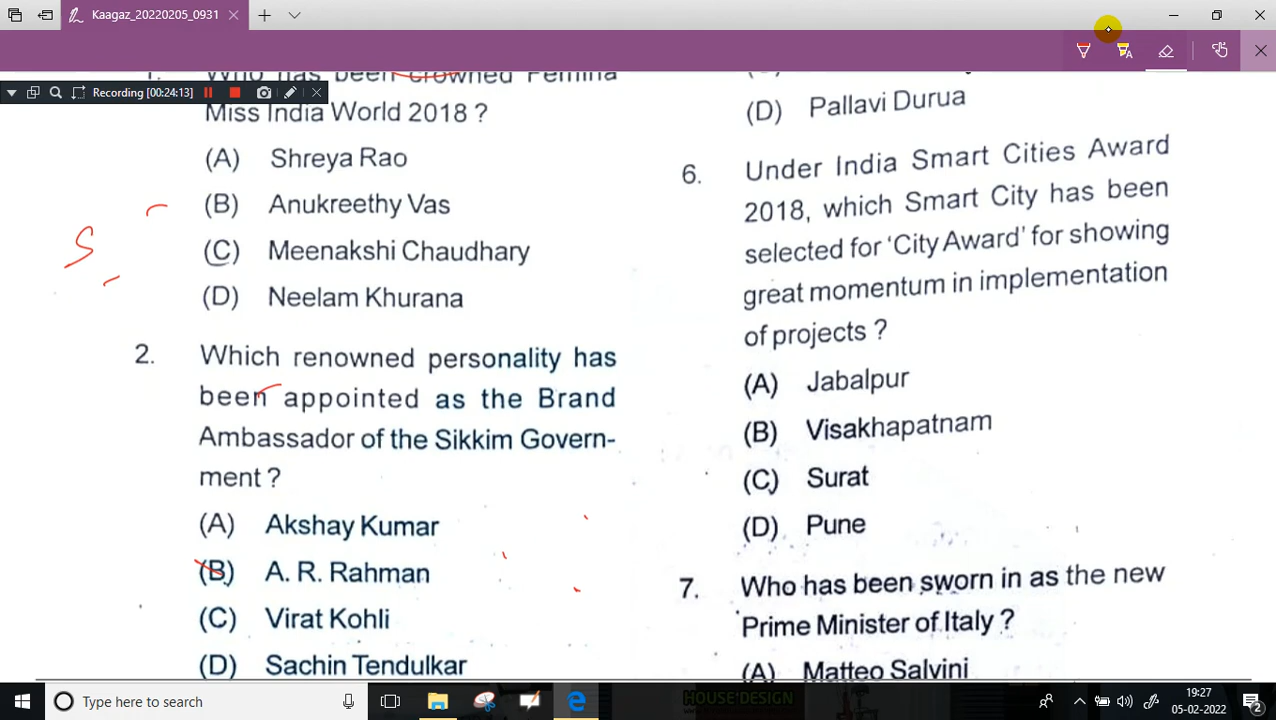 Kaagaz_20220205_0931
Recording [00:24:13]
1. Who has been crowned Femina
Miss India World 2018 ?
(A) Shreya Rao
(B) Anukreethy Vas
(C) Meenakshi Chaudhary
(D) Neelam Khurana
S
2. Which renowned personality has
been appointed as the Brand
Ambassador of the Sikkim Govern-
ment ?
(A) Akshay Kumar
(B) A. R. Rahman
(C) Virat Kohli
(D) Sachin Tendulkar
(D) Pallavi Durua
6. Under India Smart Cities Award
2018, which Smart City has been
selected for ‘City Award’ for showing
great momentum in implementation
of projects ?
(A) Jabalpur
(B) Visakhapatnam
(C) Surat
(D) Pune
7. Who has been sworn in as the new
Prime Minister of Italy ?
(A) Matteo Salvini
Type here to search
HOUSE DESIGN
19:27
05-02-2022
2